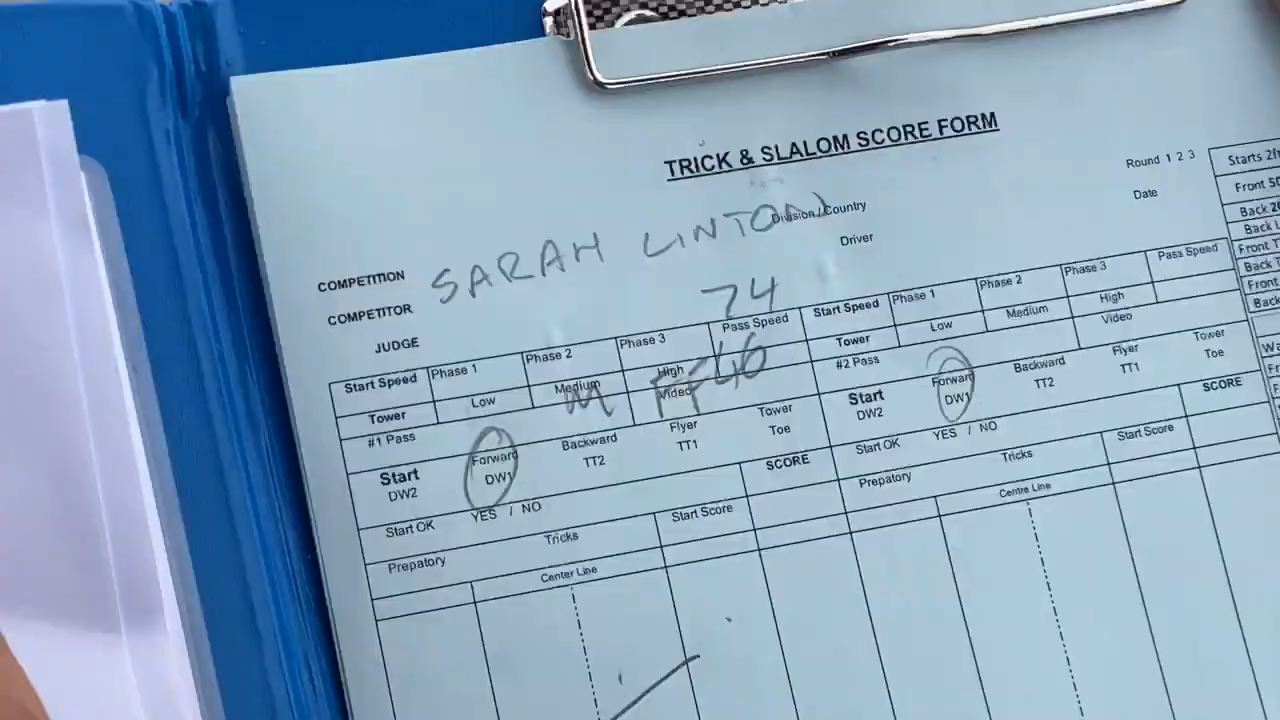 TRICK & SLALOM SCORE FORM
Round 1 2 3
Date
Division/Country
Driver
COMPETITION
SARAH LINTON
COMPETITOR
JUDGE
74
Start Speed Phase 1 Phase 2 Phase 3 Pass Speed Start Speed Phase 1 Phase 2 Phase 3 Pass Speed
Tower Low Medium High Tower Low Medium High
#1 Pass M Video FF46 #2 Pass Video
Start Forward Backward Flyer Tower Start Forward Backward Flyer Tower
DW2 DW1 TT2 TT1 Toe DW2 DW1 TT2 TT1 Toe
Start OK YES / NO SCORE Start OK YES / NO SCORE
Prepatory Tricks Start Score Prepatory Tricks Start Score
Center Line Centre Line
Starts
Front
Back
Back
Front
Back
Front
Back